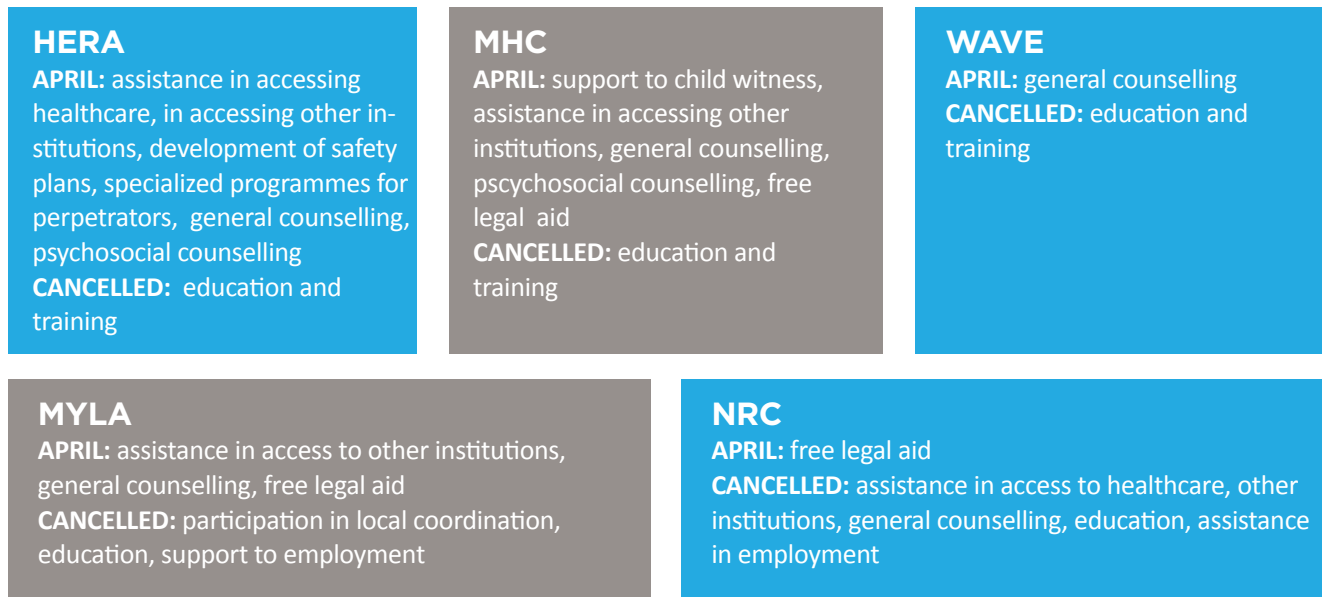 HERA
APRIL: assistance in accessing
healthcare, in accessing other in-
stitutions, development of safety
plans, specialized programmes for
perpetrators,  general counselling,
psychosocial counselling
CANCELLED:  education and
training
MHC
APRIL: support to child witness,
assistance in accessing other
institutions, general counselling,
pscychosocial counselling, free
legal  aid
CANCELLED: education and
training
WAVE
APRIL: general counselling
CANCELLED: education and
training
MYLA
APRIL: assistance in access to other institutions,
general counselling, free legal aid
CANCELLED: participation in local coordination,
education, support to employment
NRC
APRIL: free legal aid
CANCELLED: assistance in access to healthcare, other
institutions, general counselling, education, assistance
in employment